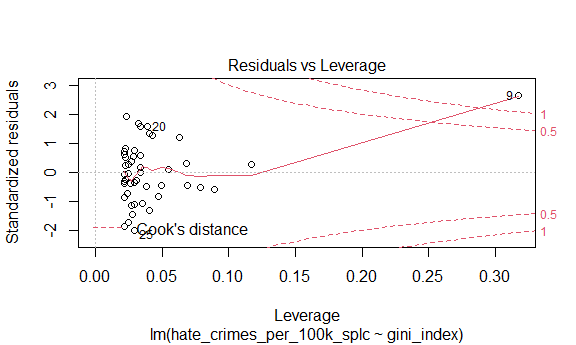 Residuals vs Leverage
Standardized residuals
3
2
1
0
-1
-2
9
20
25
1
0.5
0.5
1
Cook's distance
0.00 0.05 0.10 0.15 0.20 0.25 0.30
Leverage
lm(hate_crimes_per_100k_splc ~ gini_index)